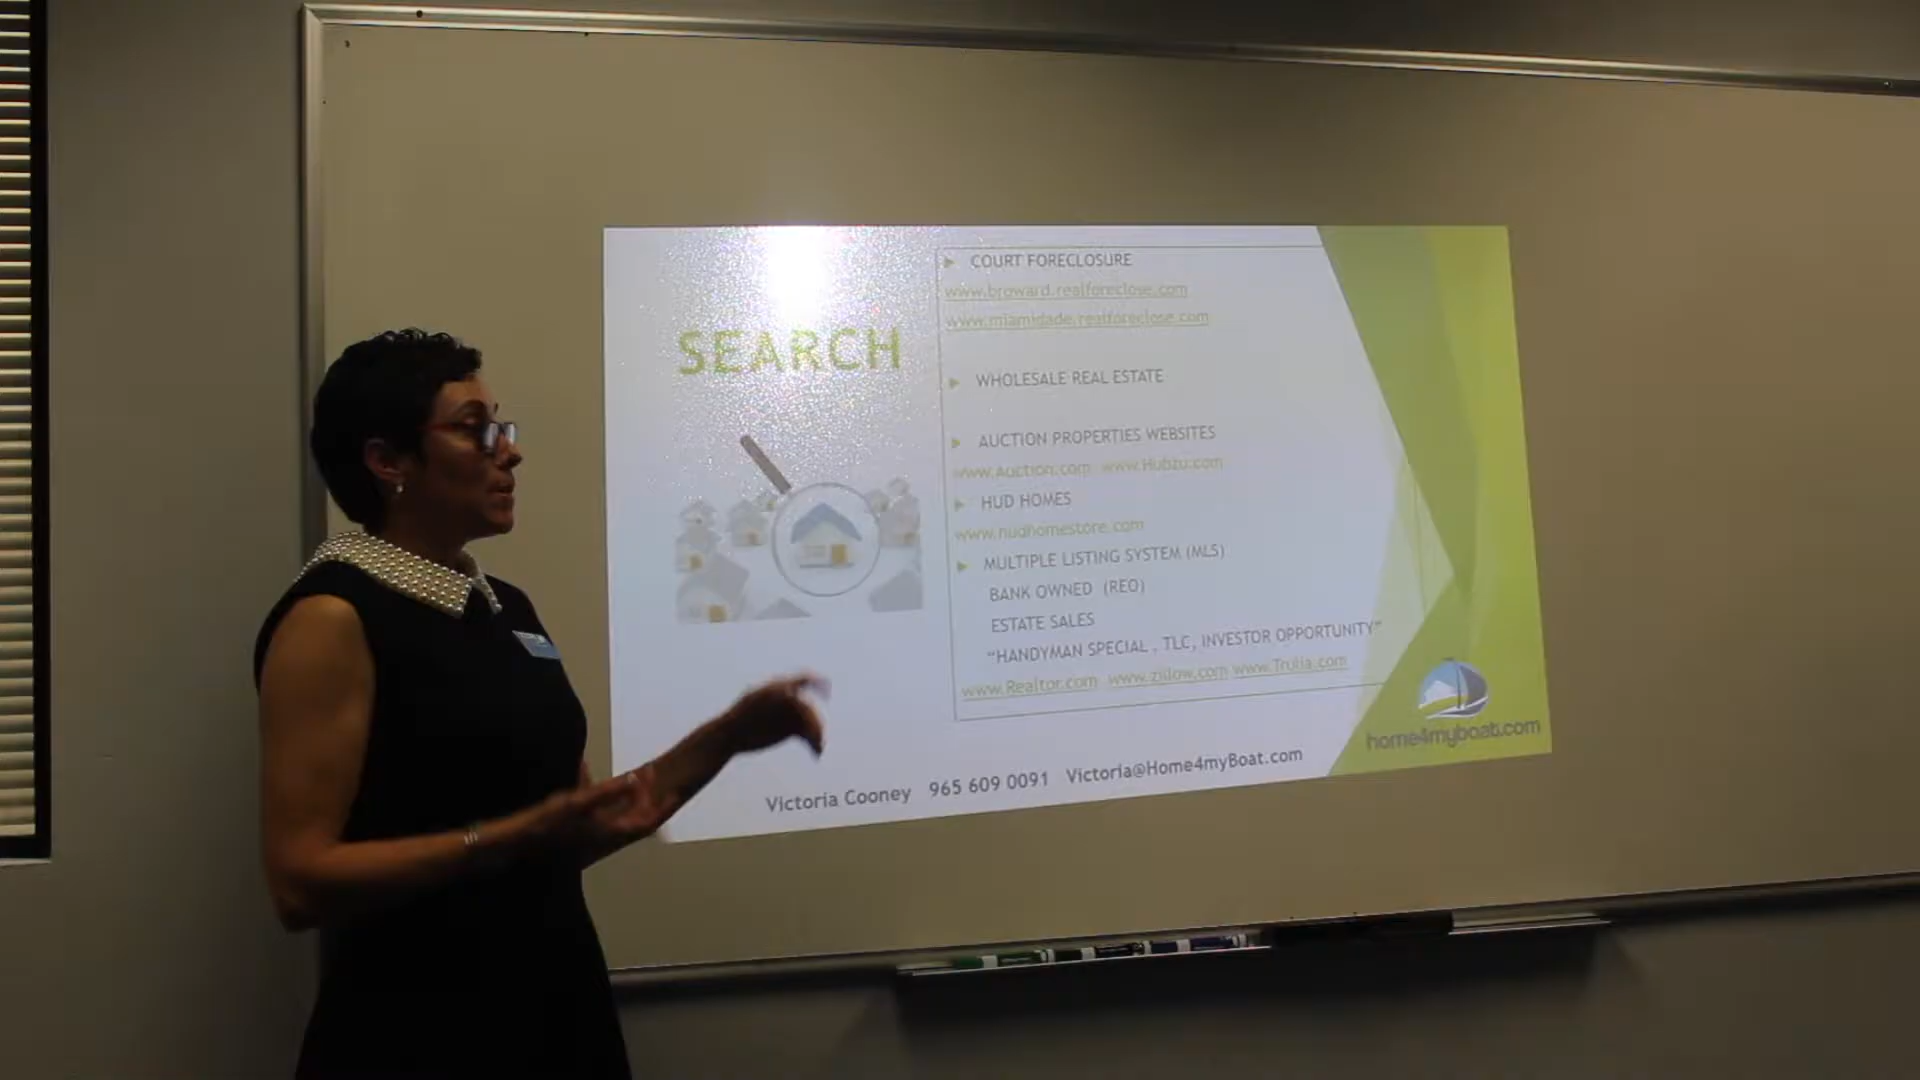 SEARCH
COURT FORECLOSURE
www.broward.realforeclose.com
www.miamidade.realforeclose.com
WHOLESALE REAL ESTATE
AUCTION PROPERTIES WEBSITES
www.Auction.com www.Hubzu.com
HUD HOMES
www.hudhomestore.com
MULTIPLE LISTING SYSTEM (MLS)
BANK OWNED (REO)
ESTATE SALES
“HANDYMAN SPECIAL , TLC, INVESTOR OPPORTUNITY”
www.Realtor.com www.zillow.com www.Trulia.com
home4myboat.com
Victoria Cooney 965 609 0091 Victoria@Home4myBoat.com